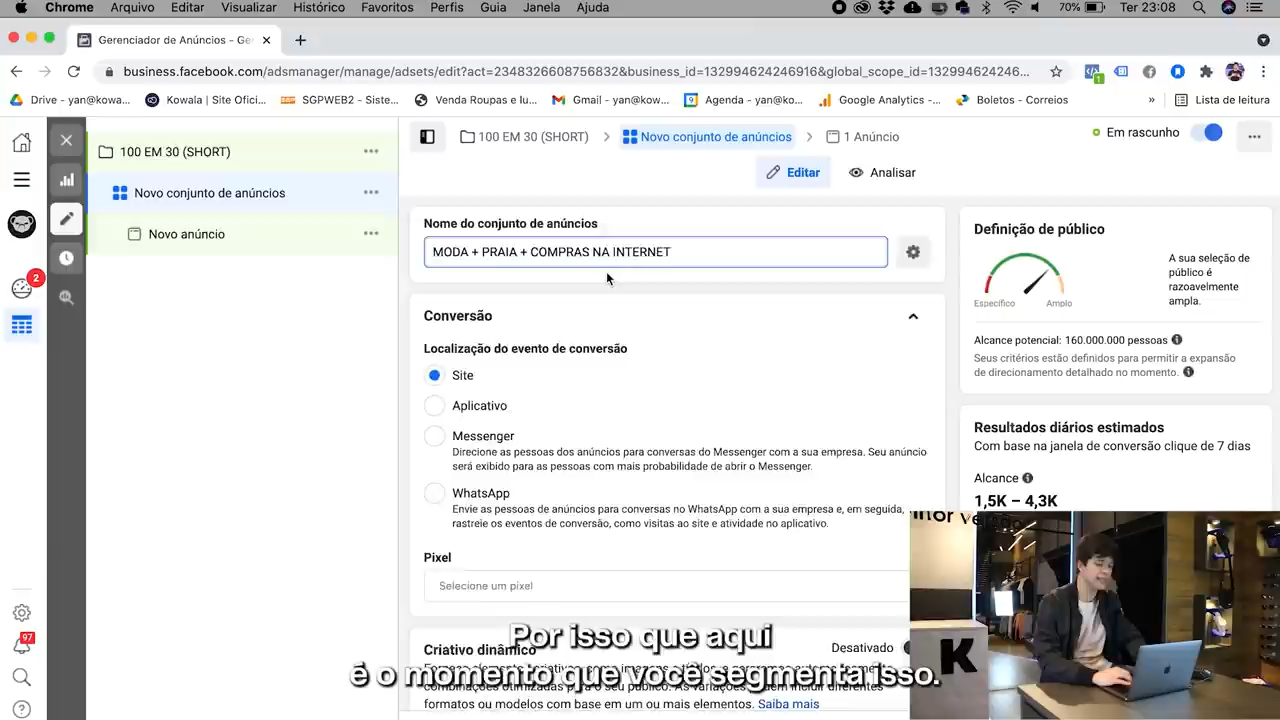 Chrome Arquivo Editar Visualizar Histórico Favoritos Perfis Guia Janela Ajuda
70% Ter 23:08
Gerenciador de Anúncios - Ge
business.facebook.com/adsmanager/manage/adsets/edit?act=2348326608756832&business_id=132994624246916&global_scope_id=132994624246...
1
Drive - yan@kowa... Kowala | Site Ofici... SGPWEB2 - Siste... Venda Roupas e lu... Gmail - yan@kow... Agenda - yan@ko... Google Analytics -... Boletos - Correios » Lista de leitura
100 EM 30 (SHORT)
Novo conjunto de anúncios
Novo anúncio
2
97
100 EM 30 (SHORT) Novo conjunto de anúncios 1 Anúncio
Em rascunho
Editar Analisar
Nome do conjunto de anúncios
MODA + PRAIA + COMPRAS NA INTERNET
Conversão
Localização do evento de conversão
Site
Aplicativo
Messenger
Direcione as pessoas dos anúncios para conversas do Messenger com a sua empresa. Seu anúncio
será exibido para as pessoas com mais probabilidade de abrir o Messenger.
WhatsApp
Envie as pessoas de anúncios para conversas no WhatsApp com a sua empresa e, em seguida,
rastreie os eventos de conversão, como visitas ao site e atividade no aplicativo.
Pixel
Selecione um pixel
Criativo dinâmico
Desativado
formatos ou modelos com base em um ou mais elementos. Saiba mais
Definição de público
A sua seleção de
público é
razoavelmente
ampla.
Específico Amplo
Alcance potencial: 160.000.000 pessoas
Seus critérios estão definidos para permitir a expansão
de direcionamento detalhado no momento.
Resultados diários estimados
Com base na janela de conversão clique de 7 dias
Alcance
1,5K – 4,3K
K
Por isso que aqui
é o momento que você segmenta isso.